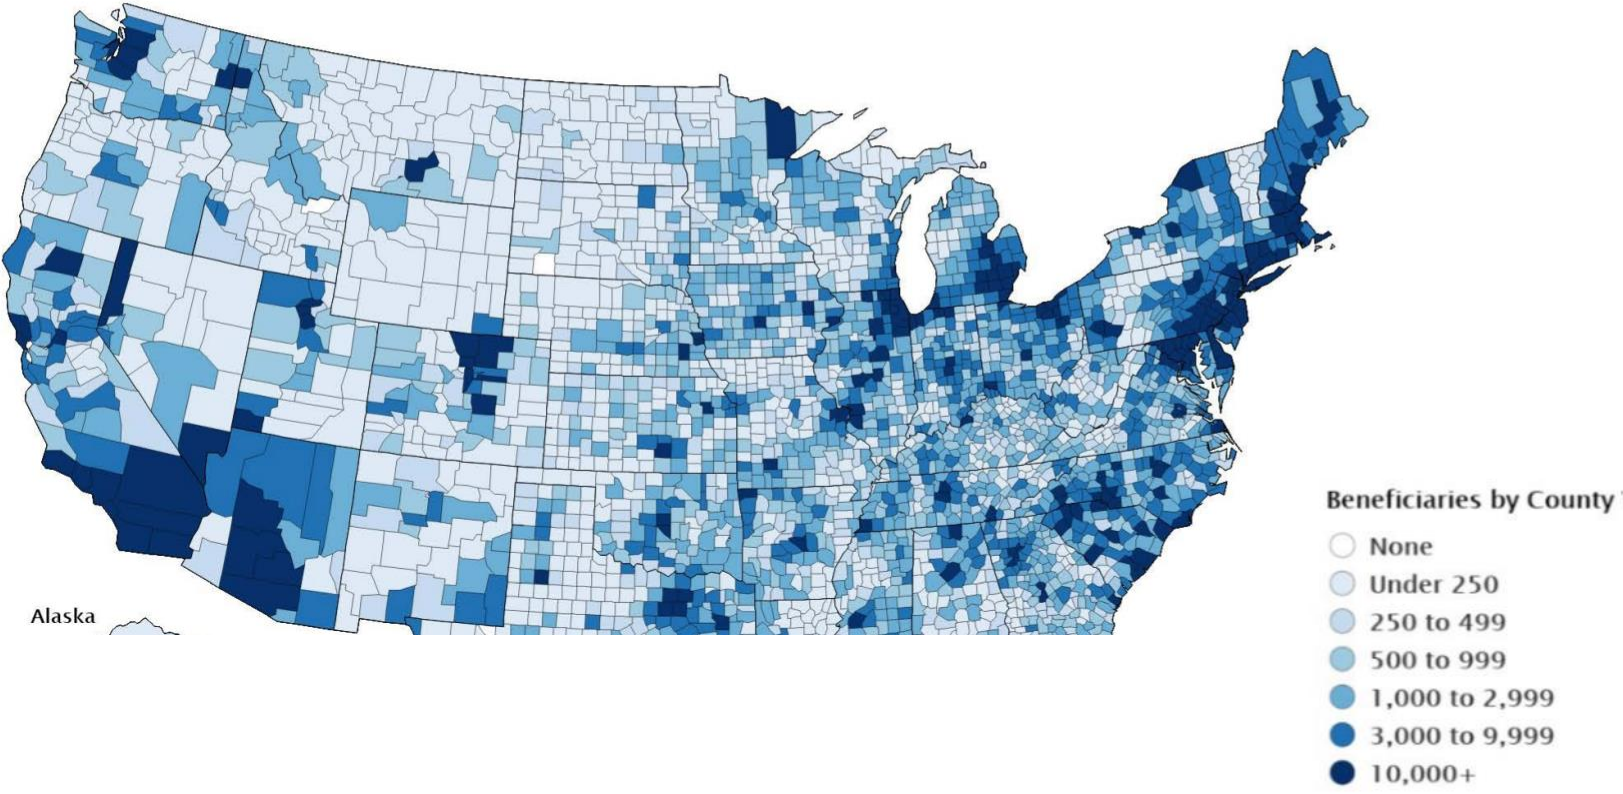 Alaska
Beneficiaries by County
None
Under 250
250 to 499
500 to 999
1,000 to 2,999
3,000 to 9,999
10,000+